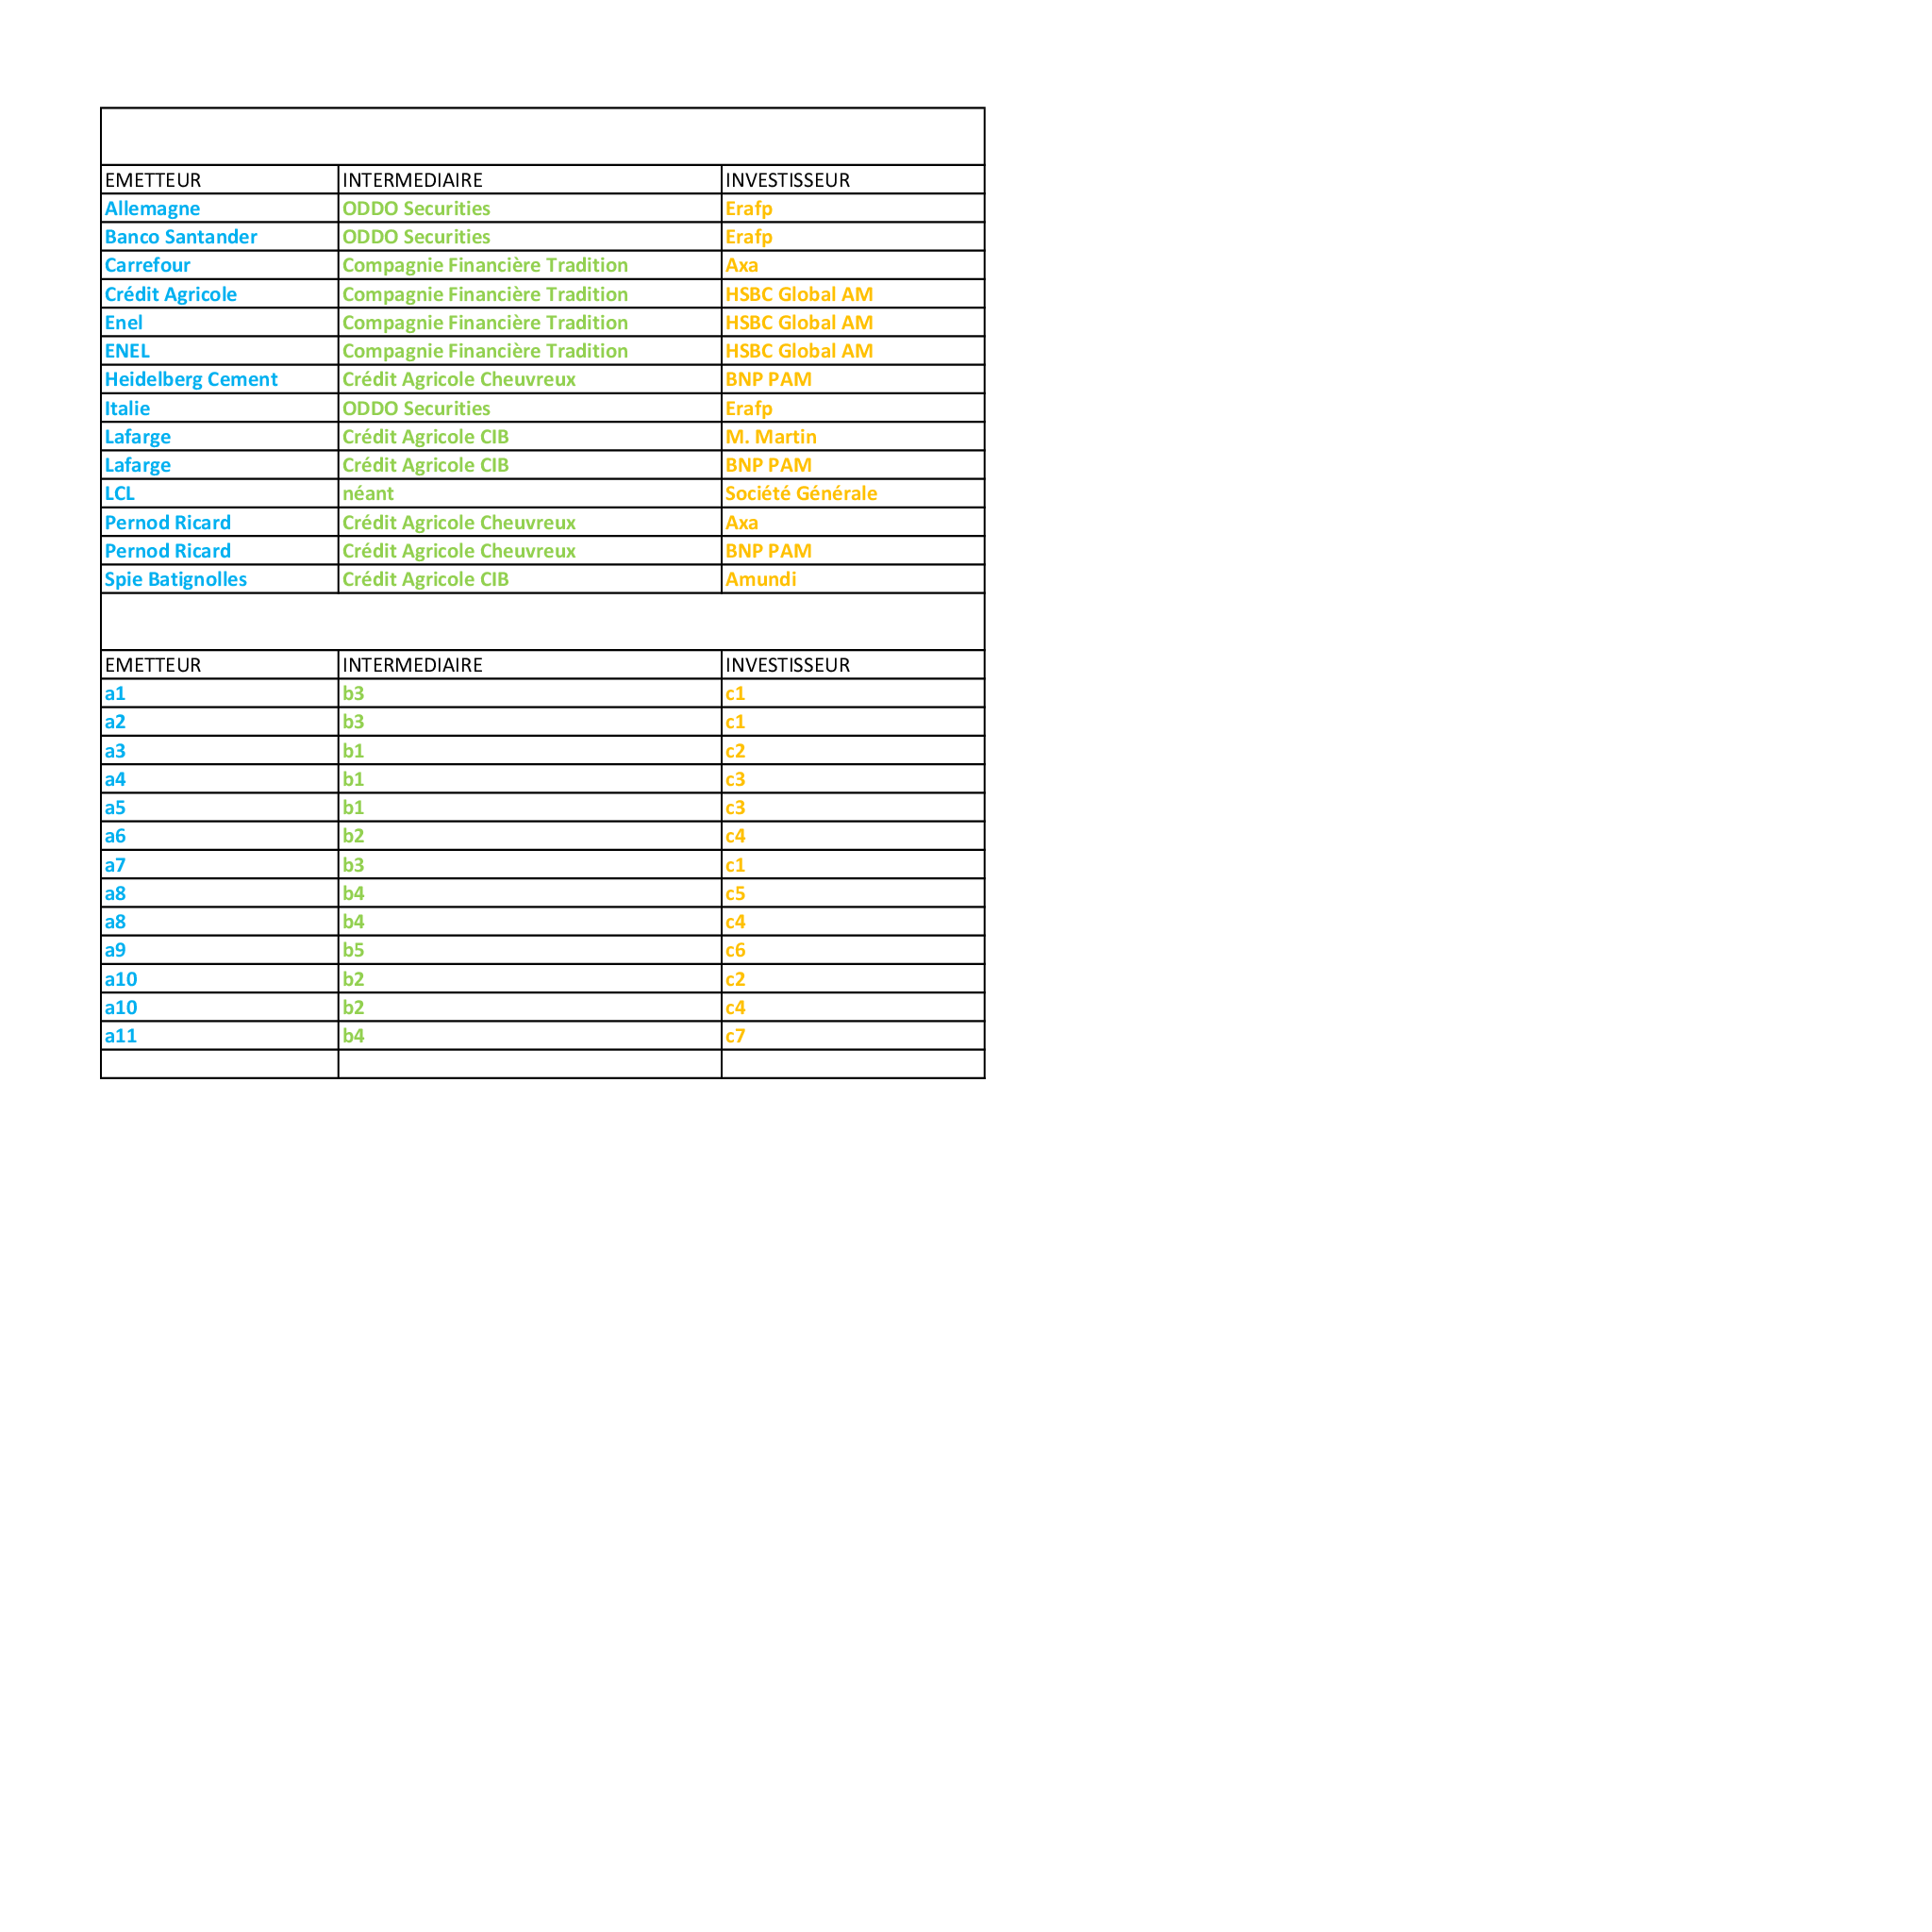 EMETTEUR INTERMEDIAIRE INVESTISSEUR
Allemagne ODDO Securities Erafp
Banco Santander ODDO Securities Erafp
Carrefour Compagnie Financière Tradition Axa
Crédit Agricole Compagnie Financière Tradition HSBC Global AM
Enel Compagnie Financière Tradition HSBC Global AM
ENEL Compagnie Financière Tradition HSBC Global AM
Heidelberg Cement Crédit Agricole Cheuvreux BNP PAM
Italie ODDO Securities Erafp
Lafarge Crédit Agricole CIB M. Martin
Lafarge Crédit Agricole CIB BNP PAM
LCL néant Société Générale
Pernod Ricard Crédit Agricole Cheuvreux Axa
Pernod Ricard Crédit Agricole Cheuvreux BNP PAM
Spie Batignolles Crédit Agricole CIB Amundi
EMETTEUR INTERMEDIAIRE INVESTISSEUR
a1 b3 c1
a2 b3 c1
a3 b1 c2
a4 b1 c3
a5 b1 c3
a6 b2 c4
a7 b3 c1
a8 b4 c5
a8 b4 c4
a9 b5 c6
a10 b2 c2
a10 b2 c4
a11 b4 c7